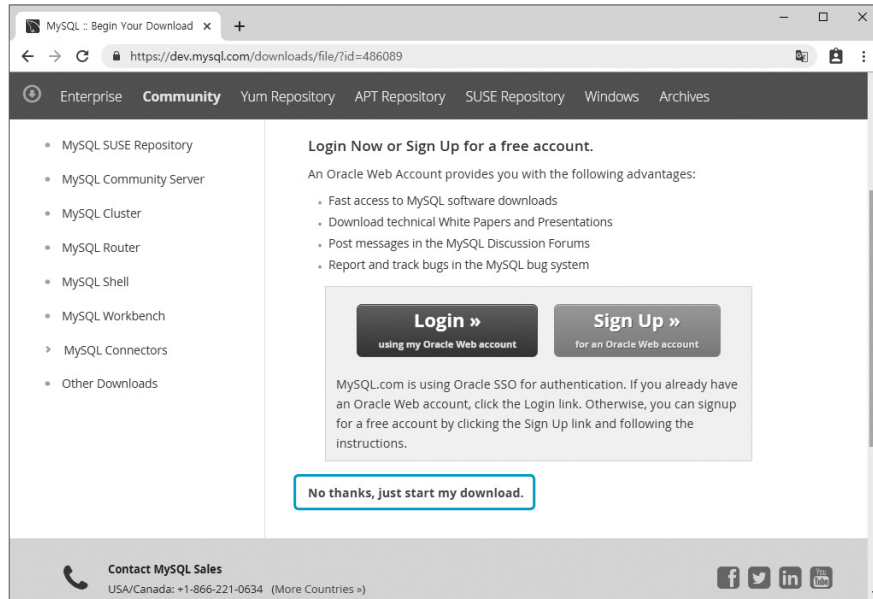 MySQL :: Begin Your Download
https://dev.mysql.com/downloads/file/?id=486089
Enterprise Community Yum Repository APT Repository SUSE Repository Windows Archives
MySQL SUSE Repository
MySQL Community Server
MySQL Cluster
MySQL Router
MySQL Shell
MySQL Workbench
MySQL Connectors
Other Downloads
Login Now or Sign Up for a free account.
An Oracle Web Account provides you with the following advantages:
Fast access to MySQL software downloads
Download technical White Papers and Presentations
Post messages in the MySQL Discussion Forums
Report and track bugs in the MySQL bug system
Login »
using my Oracle Web account
Sign Up »
for an Oracle Web account
MySQL.com is using Oracle SSO for authentication. If you already have
an Oracle Web account, click the Login link. Otherwise, you can signup
for a free account by clicking the Sign Up link and following the
instructions.
No thanks, just start my download.
Contact MySQL Sales
USA/Canada: +1-866-221-0634 (More Countries »)
f in You Tube